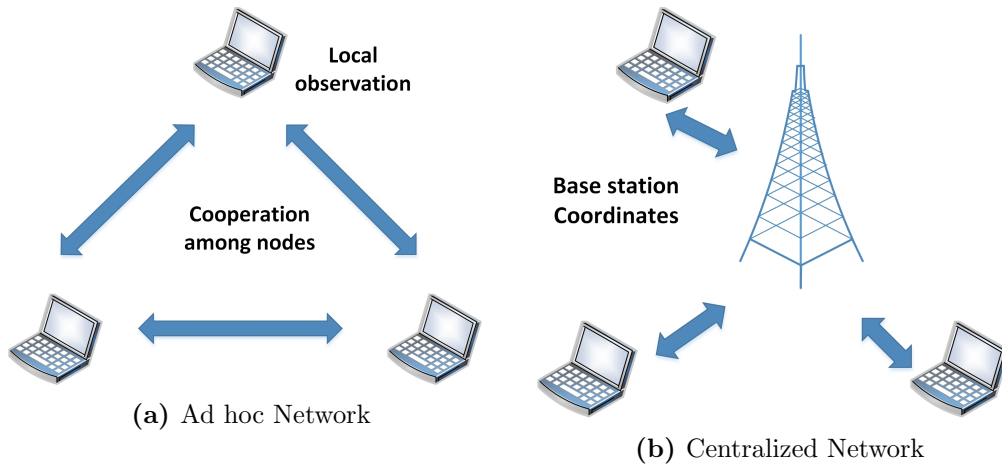 Local
observation
Cooperation
among nodes
(a) Ad hoc Network
Base station
Coordinates
(b) Centralized Network